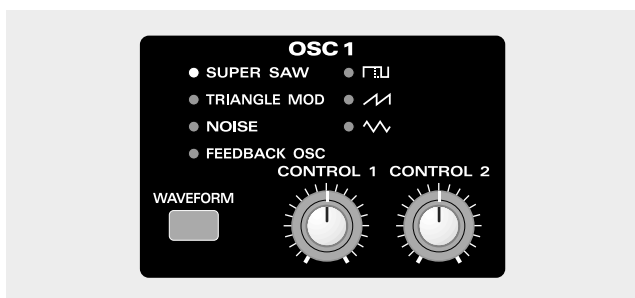 OSC 1
SUPER SAW
TRIANGLE MOD
NOISE
FEEDBACK OSC
CONTROL 1 CONTROL 2
WAVEFORM